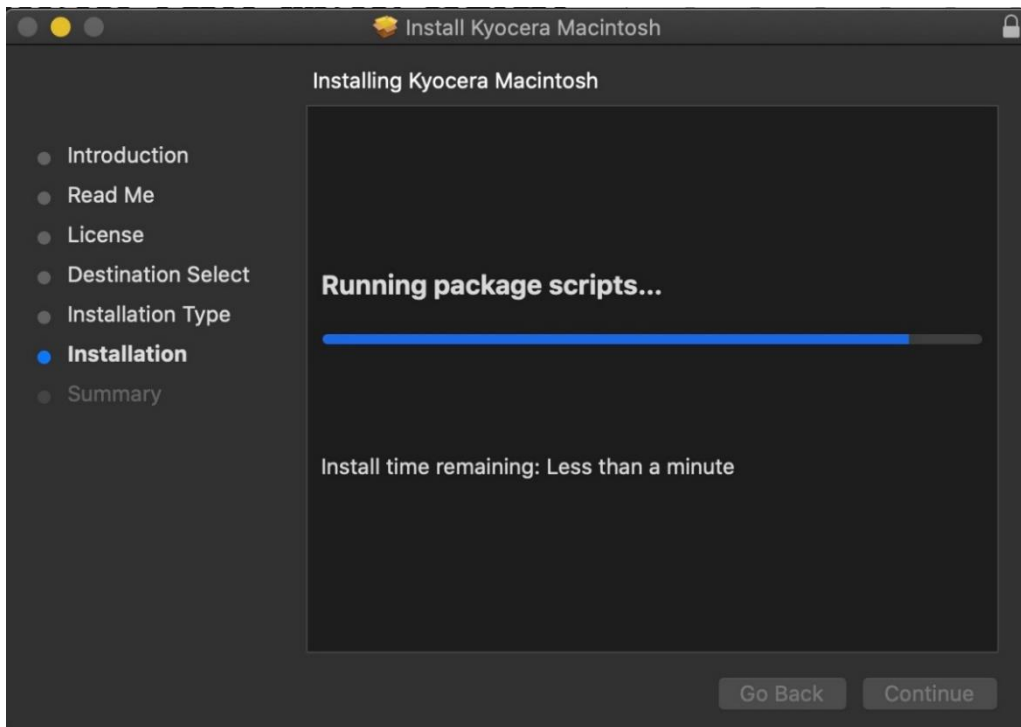 Install Kyocera Macintosh
Installing Kyocera Macintosh
Introduction
Read Me
License
Destination Select
Installation Type
Installation
Summary
Running package scripts...
Install time remaining: Less than a minute
Go Back
Continue